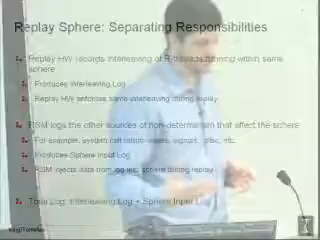 Replay Sphere: Separating Responsibilities
Replay HW records interleaving of R-threads running within same
sphere
Produces Interleaving Log
Replay HW enforces same interleaving during replay
RSM logs the other sources of non-determinism that affect the sphere
For example, system call return values, signals, etc.
Produces Sphere Input Log
RSM injects data from log into sphere during replay
Total Log: Interleaving Log + Sphere Input Log